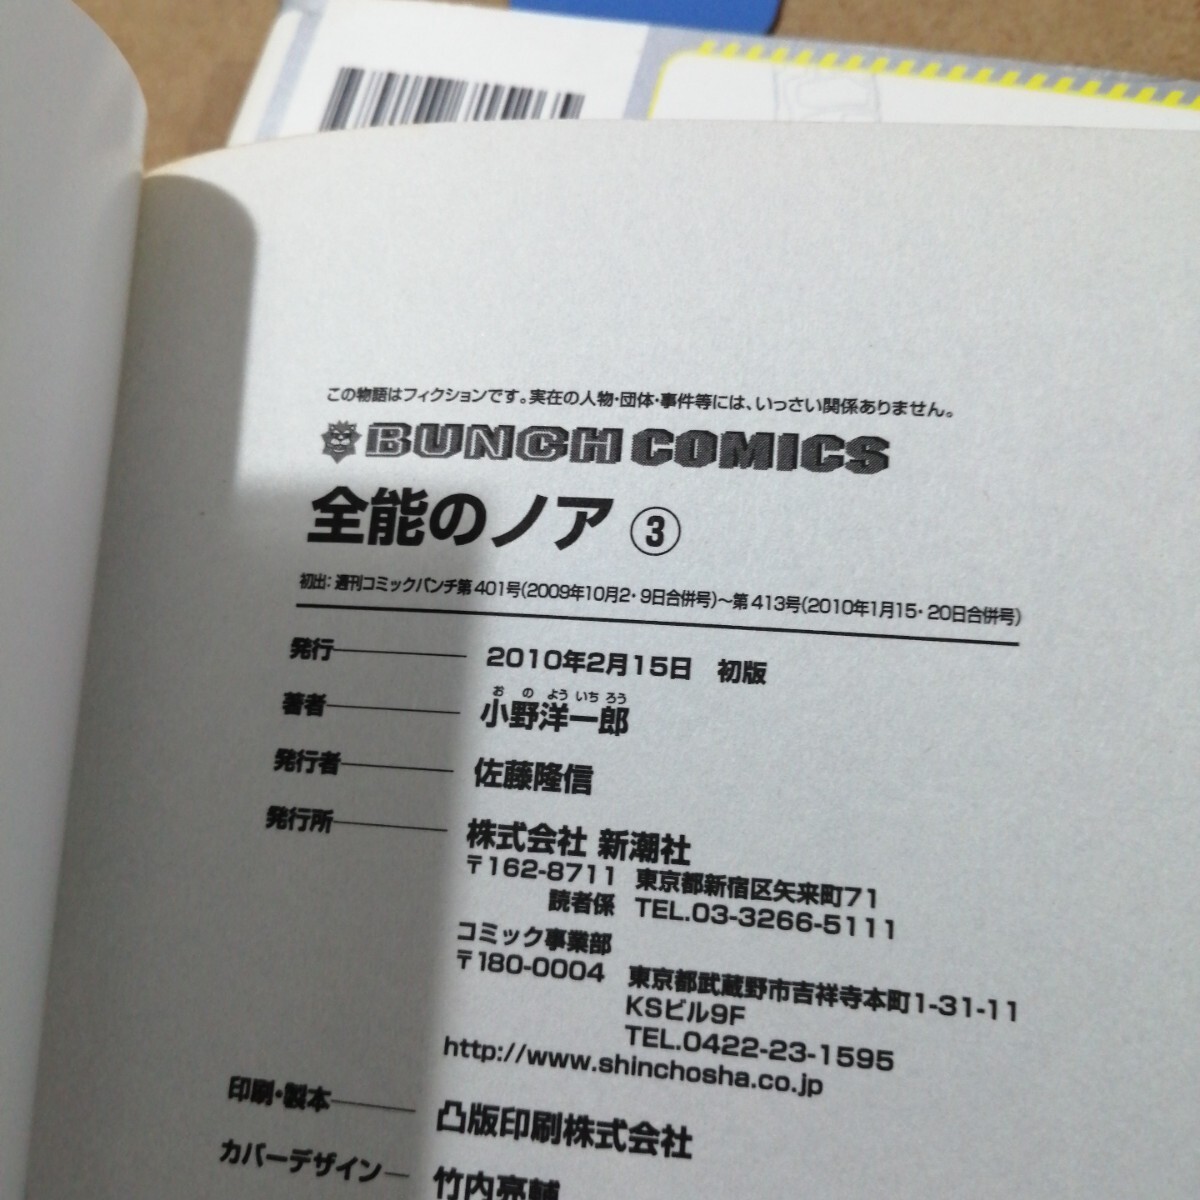 この物語はフィクションです。実在の人物・団体・事件等には、いっさい関係ありません。
BUNCH COMICS
全能のノア ③
初出：週刊コミックバンチ第401号(2009年10月2・9日合併号)〜第413号(2010年1月15・20日合併号)
発行 2010年2月15日 初版
おのよういちろう
著者 小野洋一郎
発行者 佐藤隆信
発行所 株式会社 新潮社
〒162-8711 東京都新宿区矢来町71
読者係 TEL.03-3266-5111
コミック事業部
〒180-0004 東京都武蔵野市吉祥寺本町1-31-11
KSビル9F
TEL.0422-23-1595
http://www.shinchosha.co.jp
印刷・製本 凸版印刷株式会社
カバーデザイン 竹内亮輔